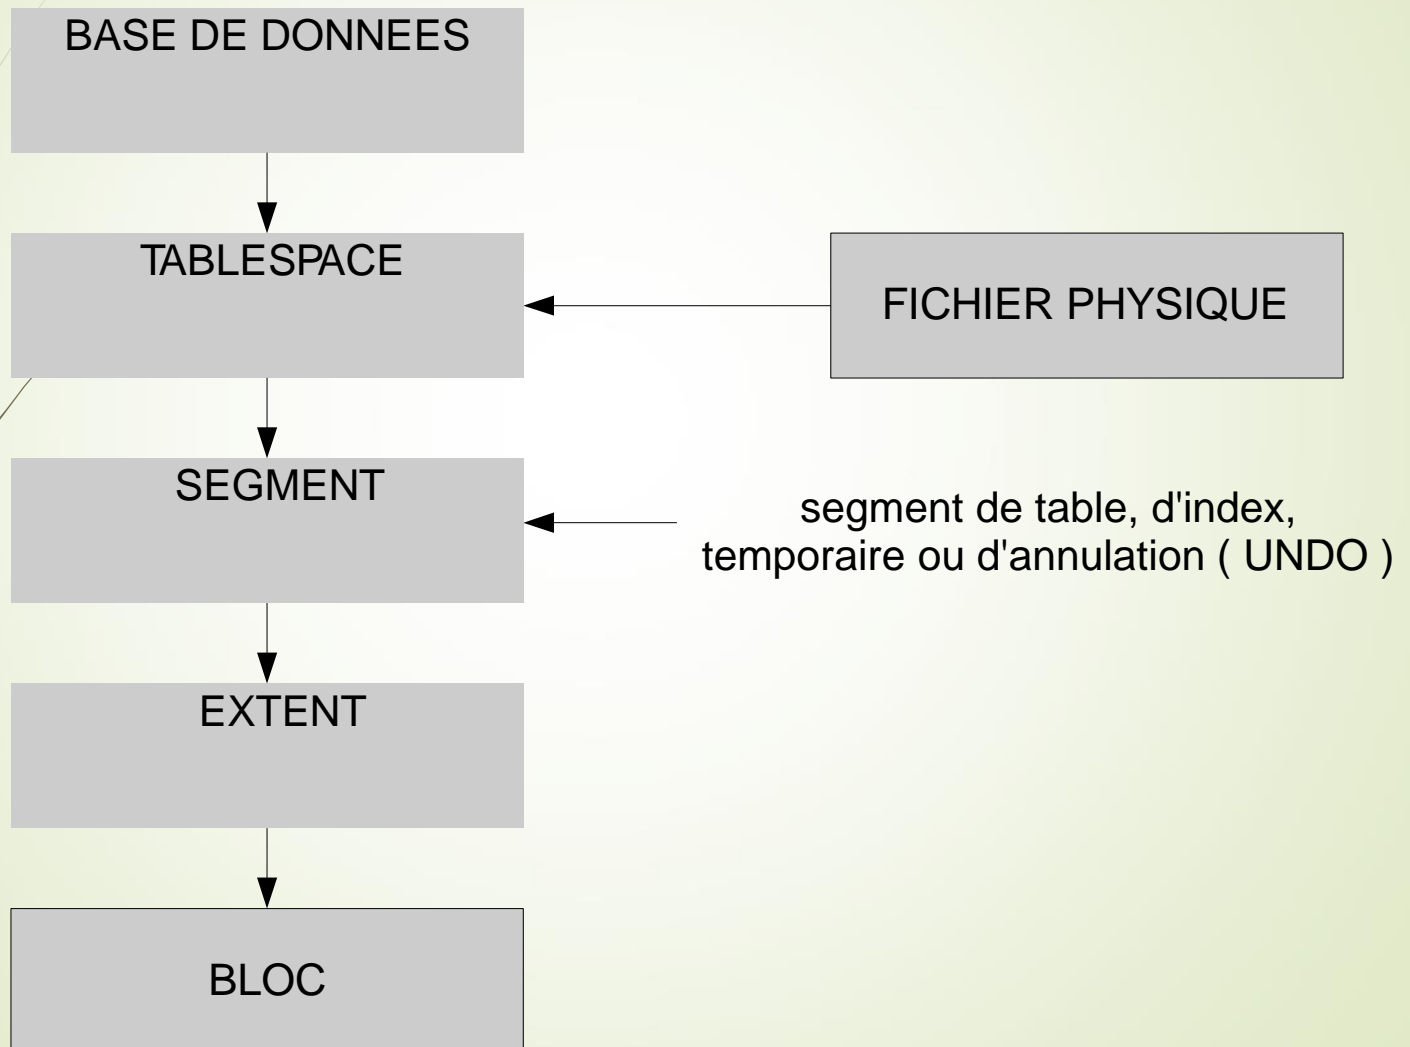 BASE DE DONNEES
TABLESPACE
FICHIER PHYSIQUE
SEGMENT
segment de table, d'index,
temporaire ou d'annulation ( UNDO )
EXTENT
BLOC